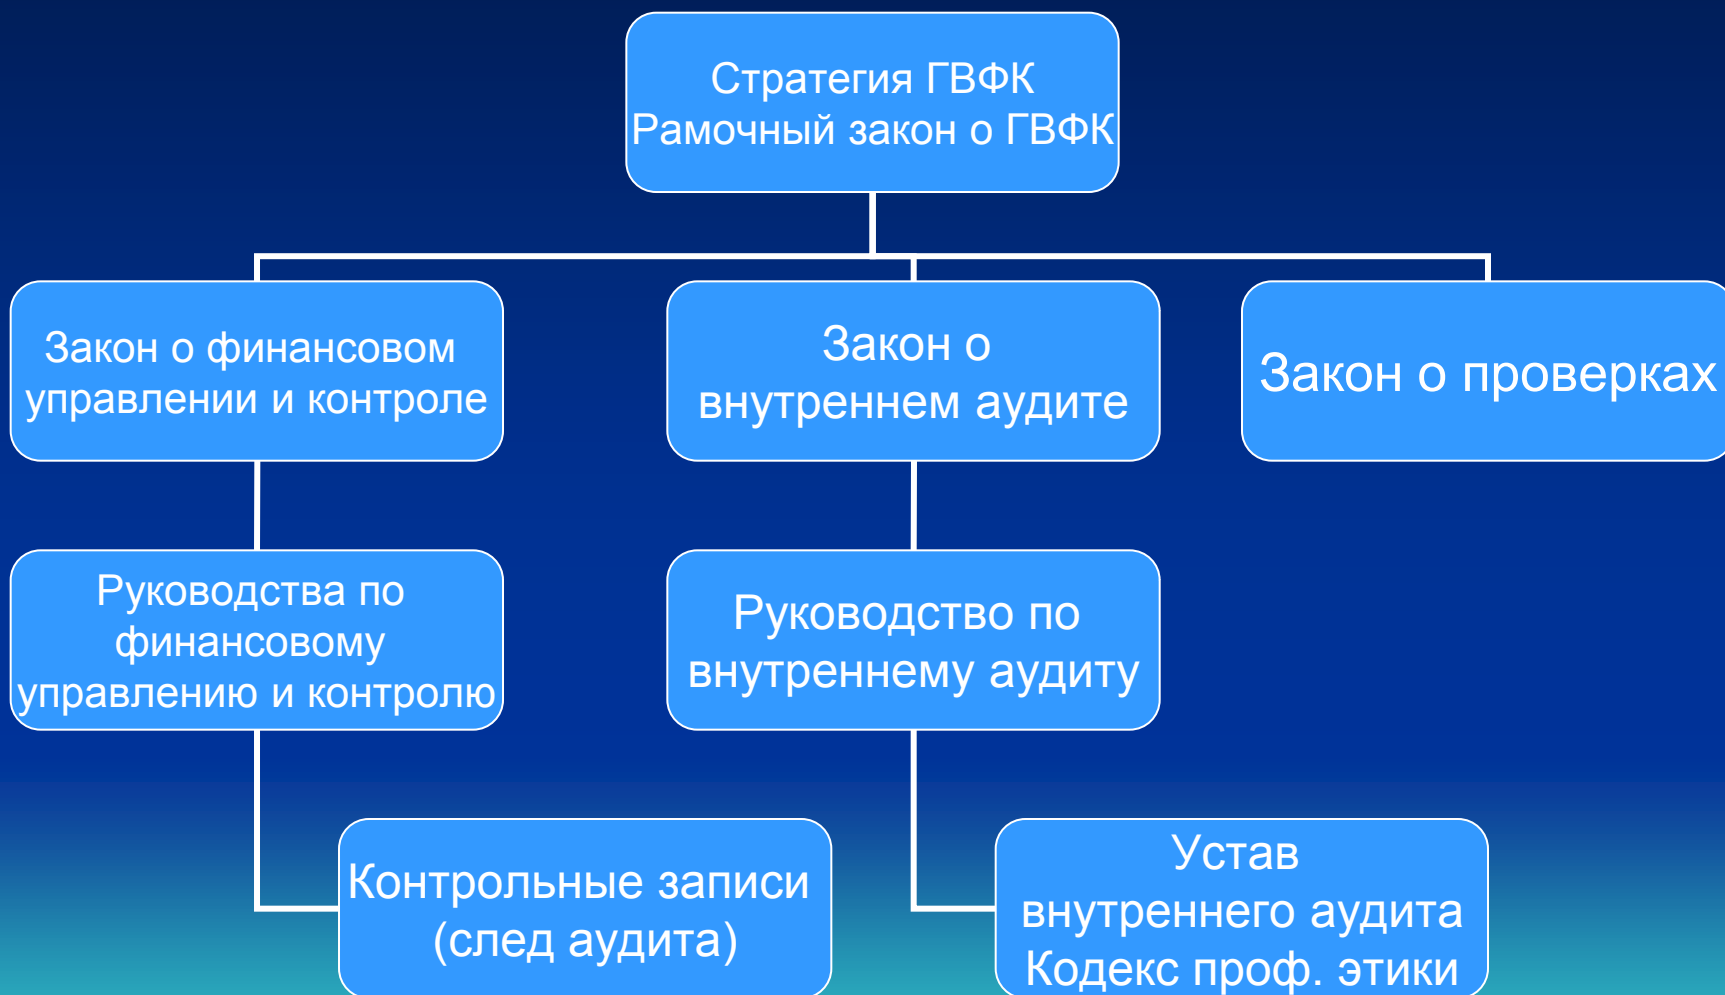 Стратегия ГВФК
Рамочный закон о ГВФК
Закон о финансовом
управлении и контроле
Закон о
внутреннем аудите
Закон о проверках
Руководства по
финансовому
управлению и контролю
Руководство по
внутреннему аудиту
Контрольные записи
(след аудита)
Устав
внутреннего аудита
Кодекс проф. этики